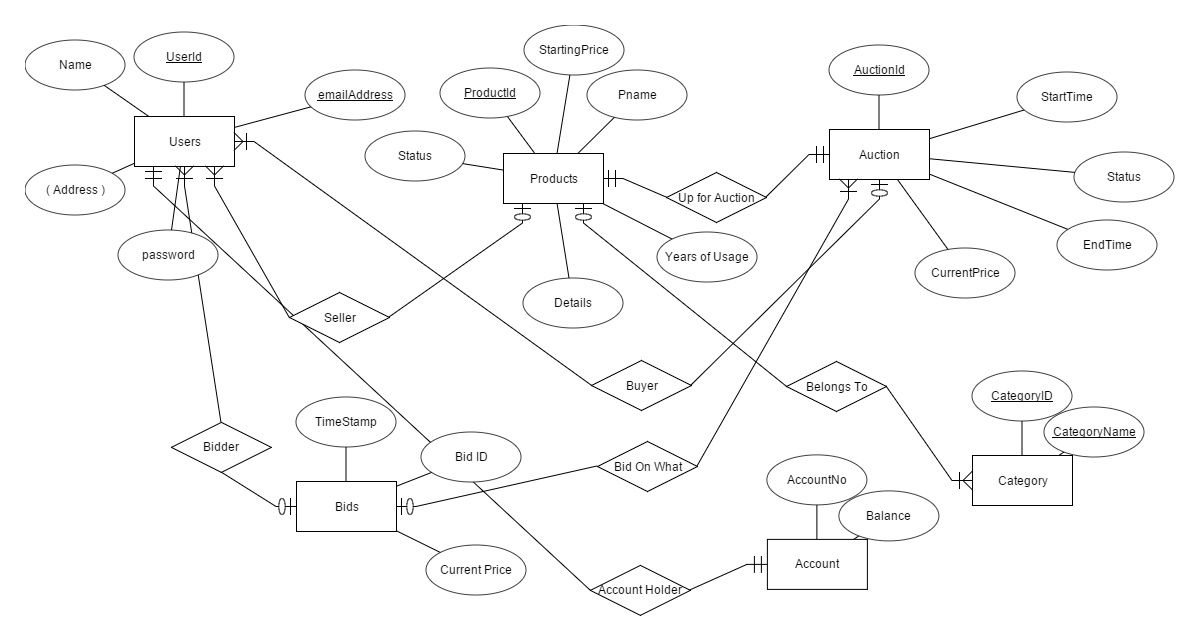 StartingPrice
UserId
Name
AuctionId
emailAddress
ProductId
Pname
StartTime
Users
Status
Auction
Products
Status
( Address )
Up for Auction
EndTime
password
Years of Usage
CurrentPrice
Details
Seller
Buyer
Belongs To
CategoryID
TimeStamp
CategoryName
Bidder
Bid ID
Bid On What
AccountNo
Category
Bids
Balance
Account
Current Price
Account Holder